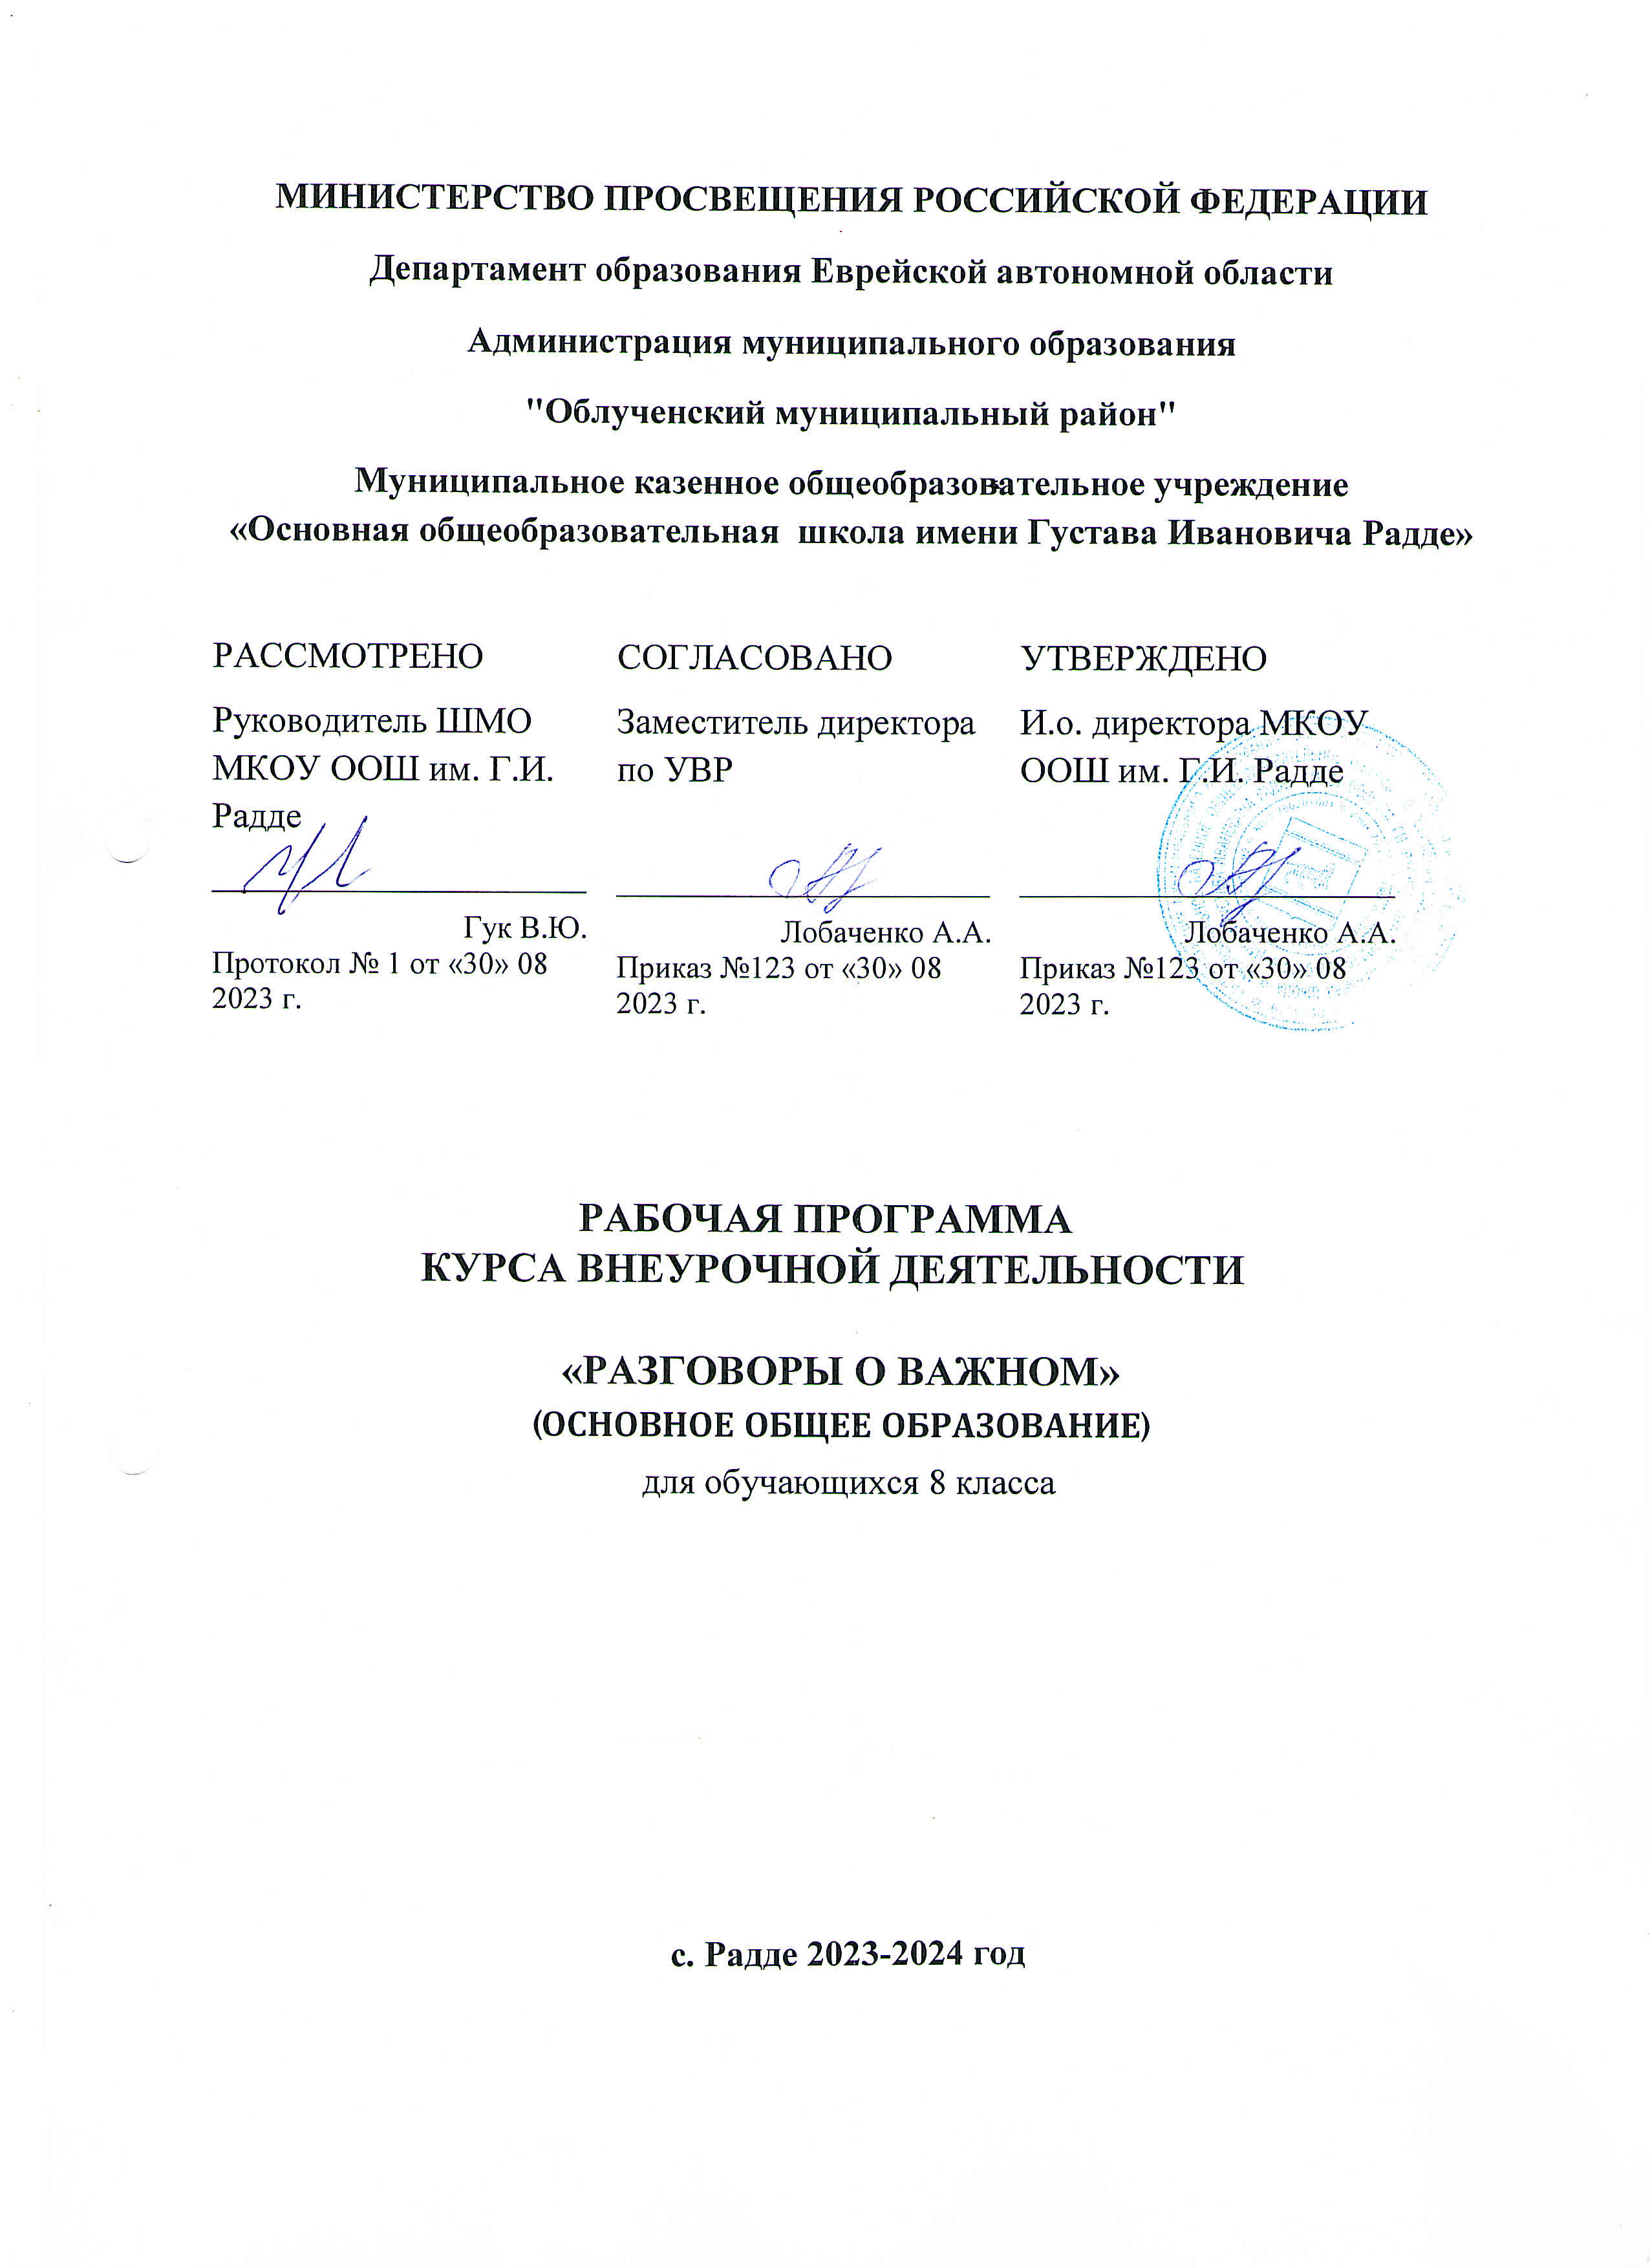 МИНИСТЕРСТВО ПРОСВЕЩЕНИЯ РОССИЙСКОЙ ФЕДЕРАЦИИ
Департамент образования Еврейской автономной области
Администрация муниципального образования
"Облученский муниципальный район"
Муниципальное казенное общеобразовательное учреждение
«Основная общеобразовательная школа имени Густава Ивановича Радде»
РАССМОТРЕНО
Руководитель ШМО
МКОУ ООШ им. Г.И.
Радде
Гук В.Ю.
Протокол № 1 от «30» 08
2023 г.
СОГЛАСОВАНО
Заместитель директора
по УВР
Лобаченко А.А.
Приказ №123 от «30» 08
2023 г.
УТВЕРЖДЕНО
И.о. директора МКОУ
ООШ им. Г.И. Радде
Лобаченко А.А.
Приказ №123 от «30» 08
2023 г.
РАБОЧАЯ ПРОГРАММА
КУРСА ВНЕУРОЧНОЙ ДЕЯТЕЛЬНОСТИ
«РАЗГОВОРЫ О ВАЖНОМ»
(ОСНОВНОЕ ОБЩЕЕ ОБРАЗОВАНИЕ)
для обучающихся 8 класса
с. Радде 2023-2024 год